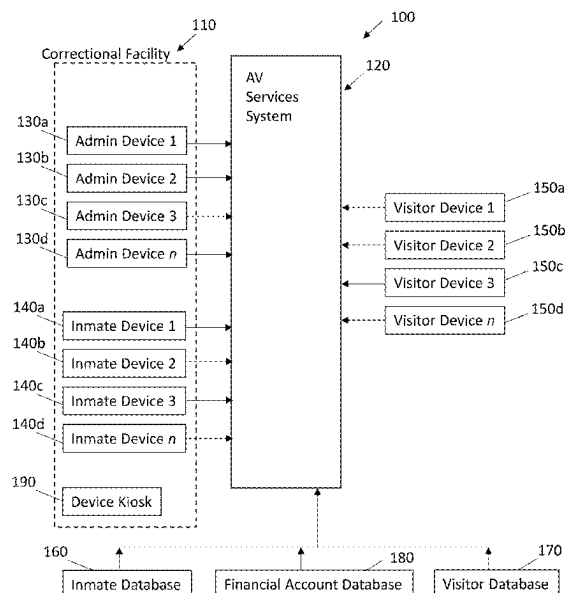 100
110
Correctional Facility
120
AV
Services
System
130a
Admin Device 1
130b
Admin Device 2
130c
Admin Device 3
130d
Admin Device n
150a
Visitor Device 1
150b
Visitor Device 2
150c
Visitor Device 3
150d
Visitor Device n
140a
Inmate Device 1
140b
Inmate Device 2
140c
Inmate Device 3
140d
Inmate Device n
190
Device Kiosk
160
Inmate Database
180
Financial Account Database
170
Visitor Database